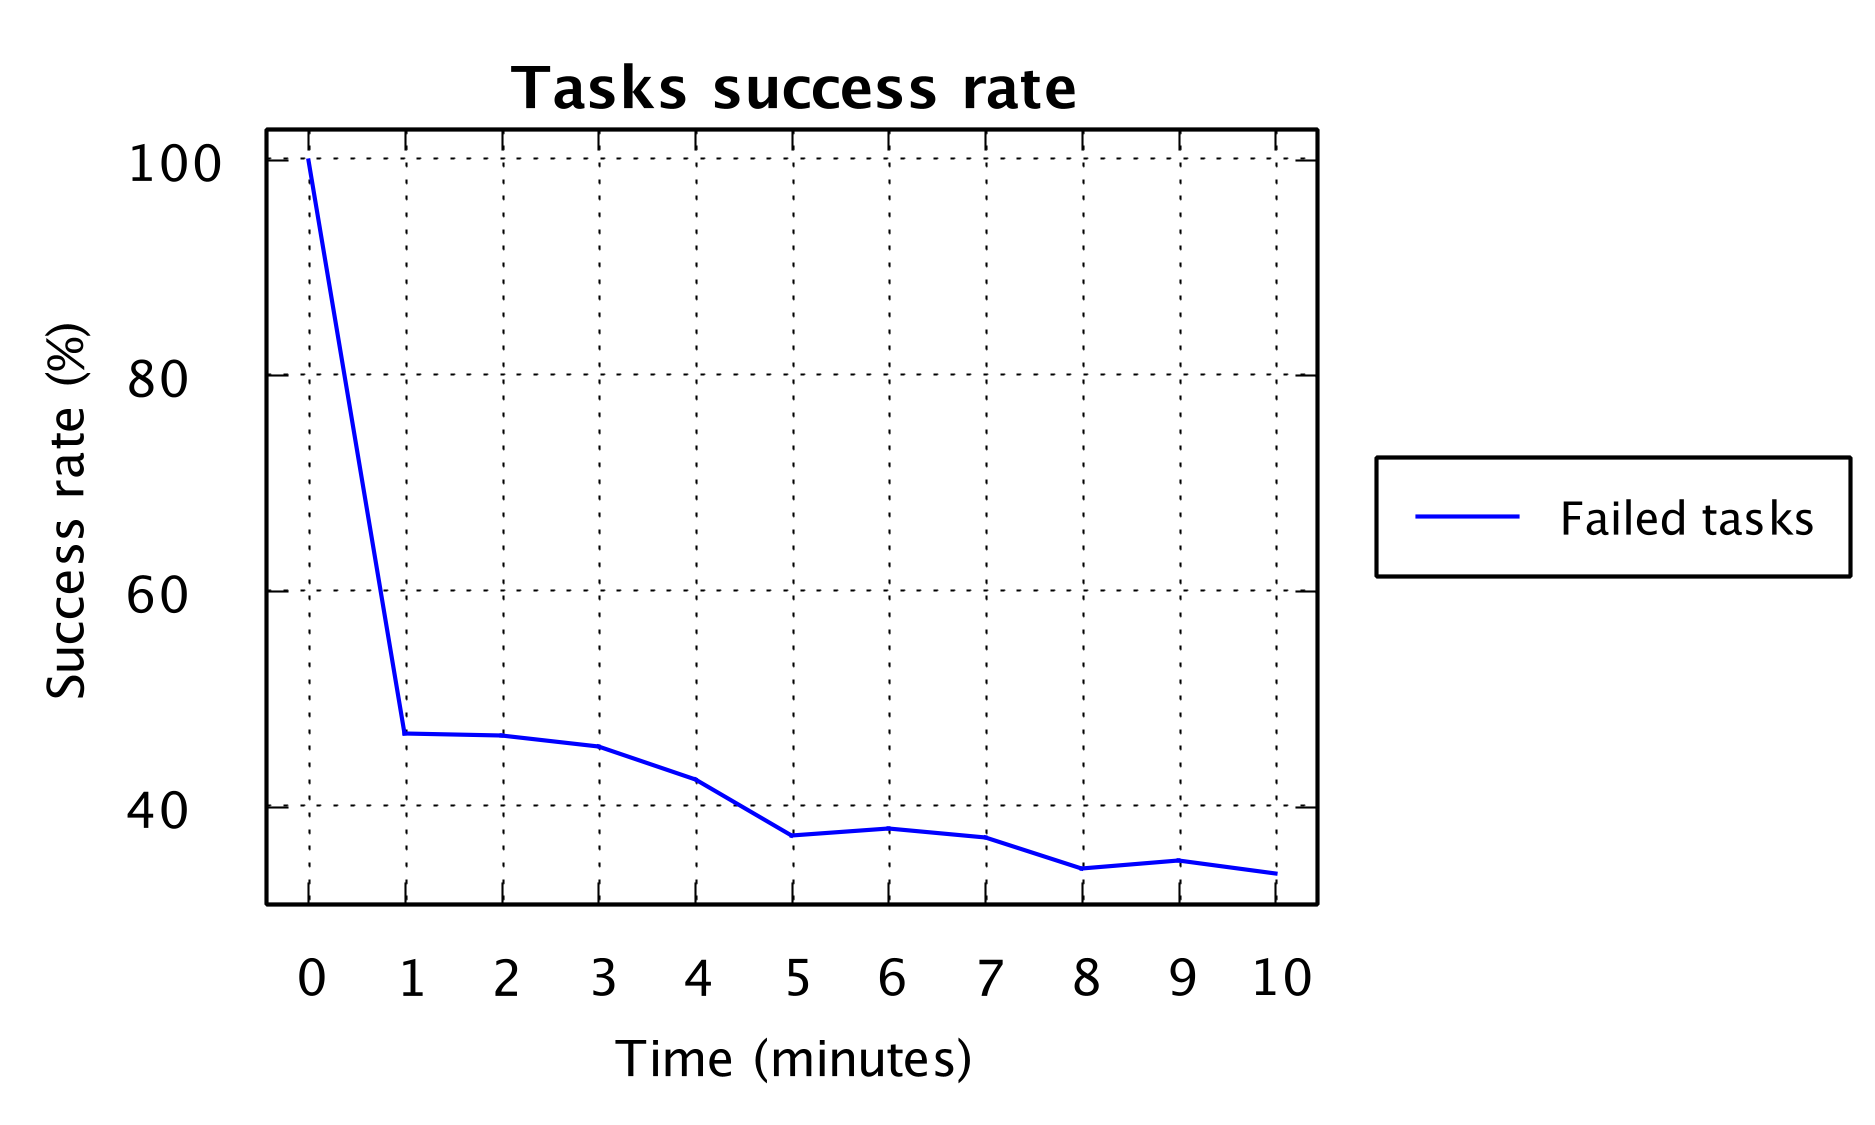 Tasks success rate
100
80
60
40
Success rate (%)
Failed tasks
0 1 2 3 4 5 6 7 8 9 10
Time (minutes)